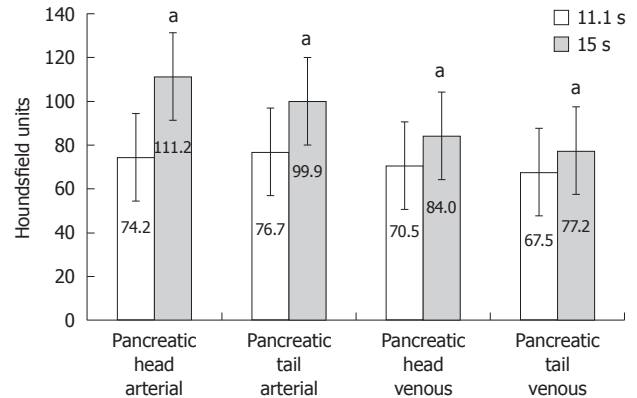 Houndsfield units
140
120
100
80
60
40
20
0
11.1 s
15 s
a
a
a
a
74.2
111.2
76.7
99.9
70.5
84.0
67.5
77.2
Pancreatic
head
arterial
Pancreatic
tail
arterial
Pancreatic
head
venous
Pancreatic
tail
venous